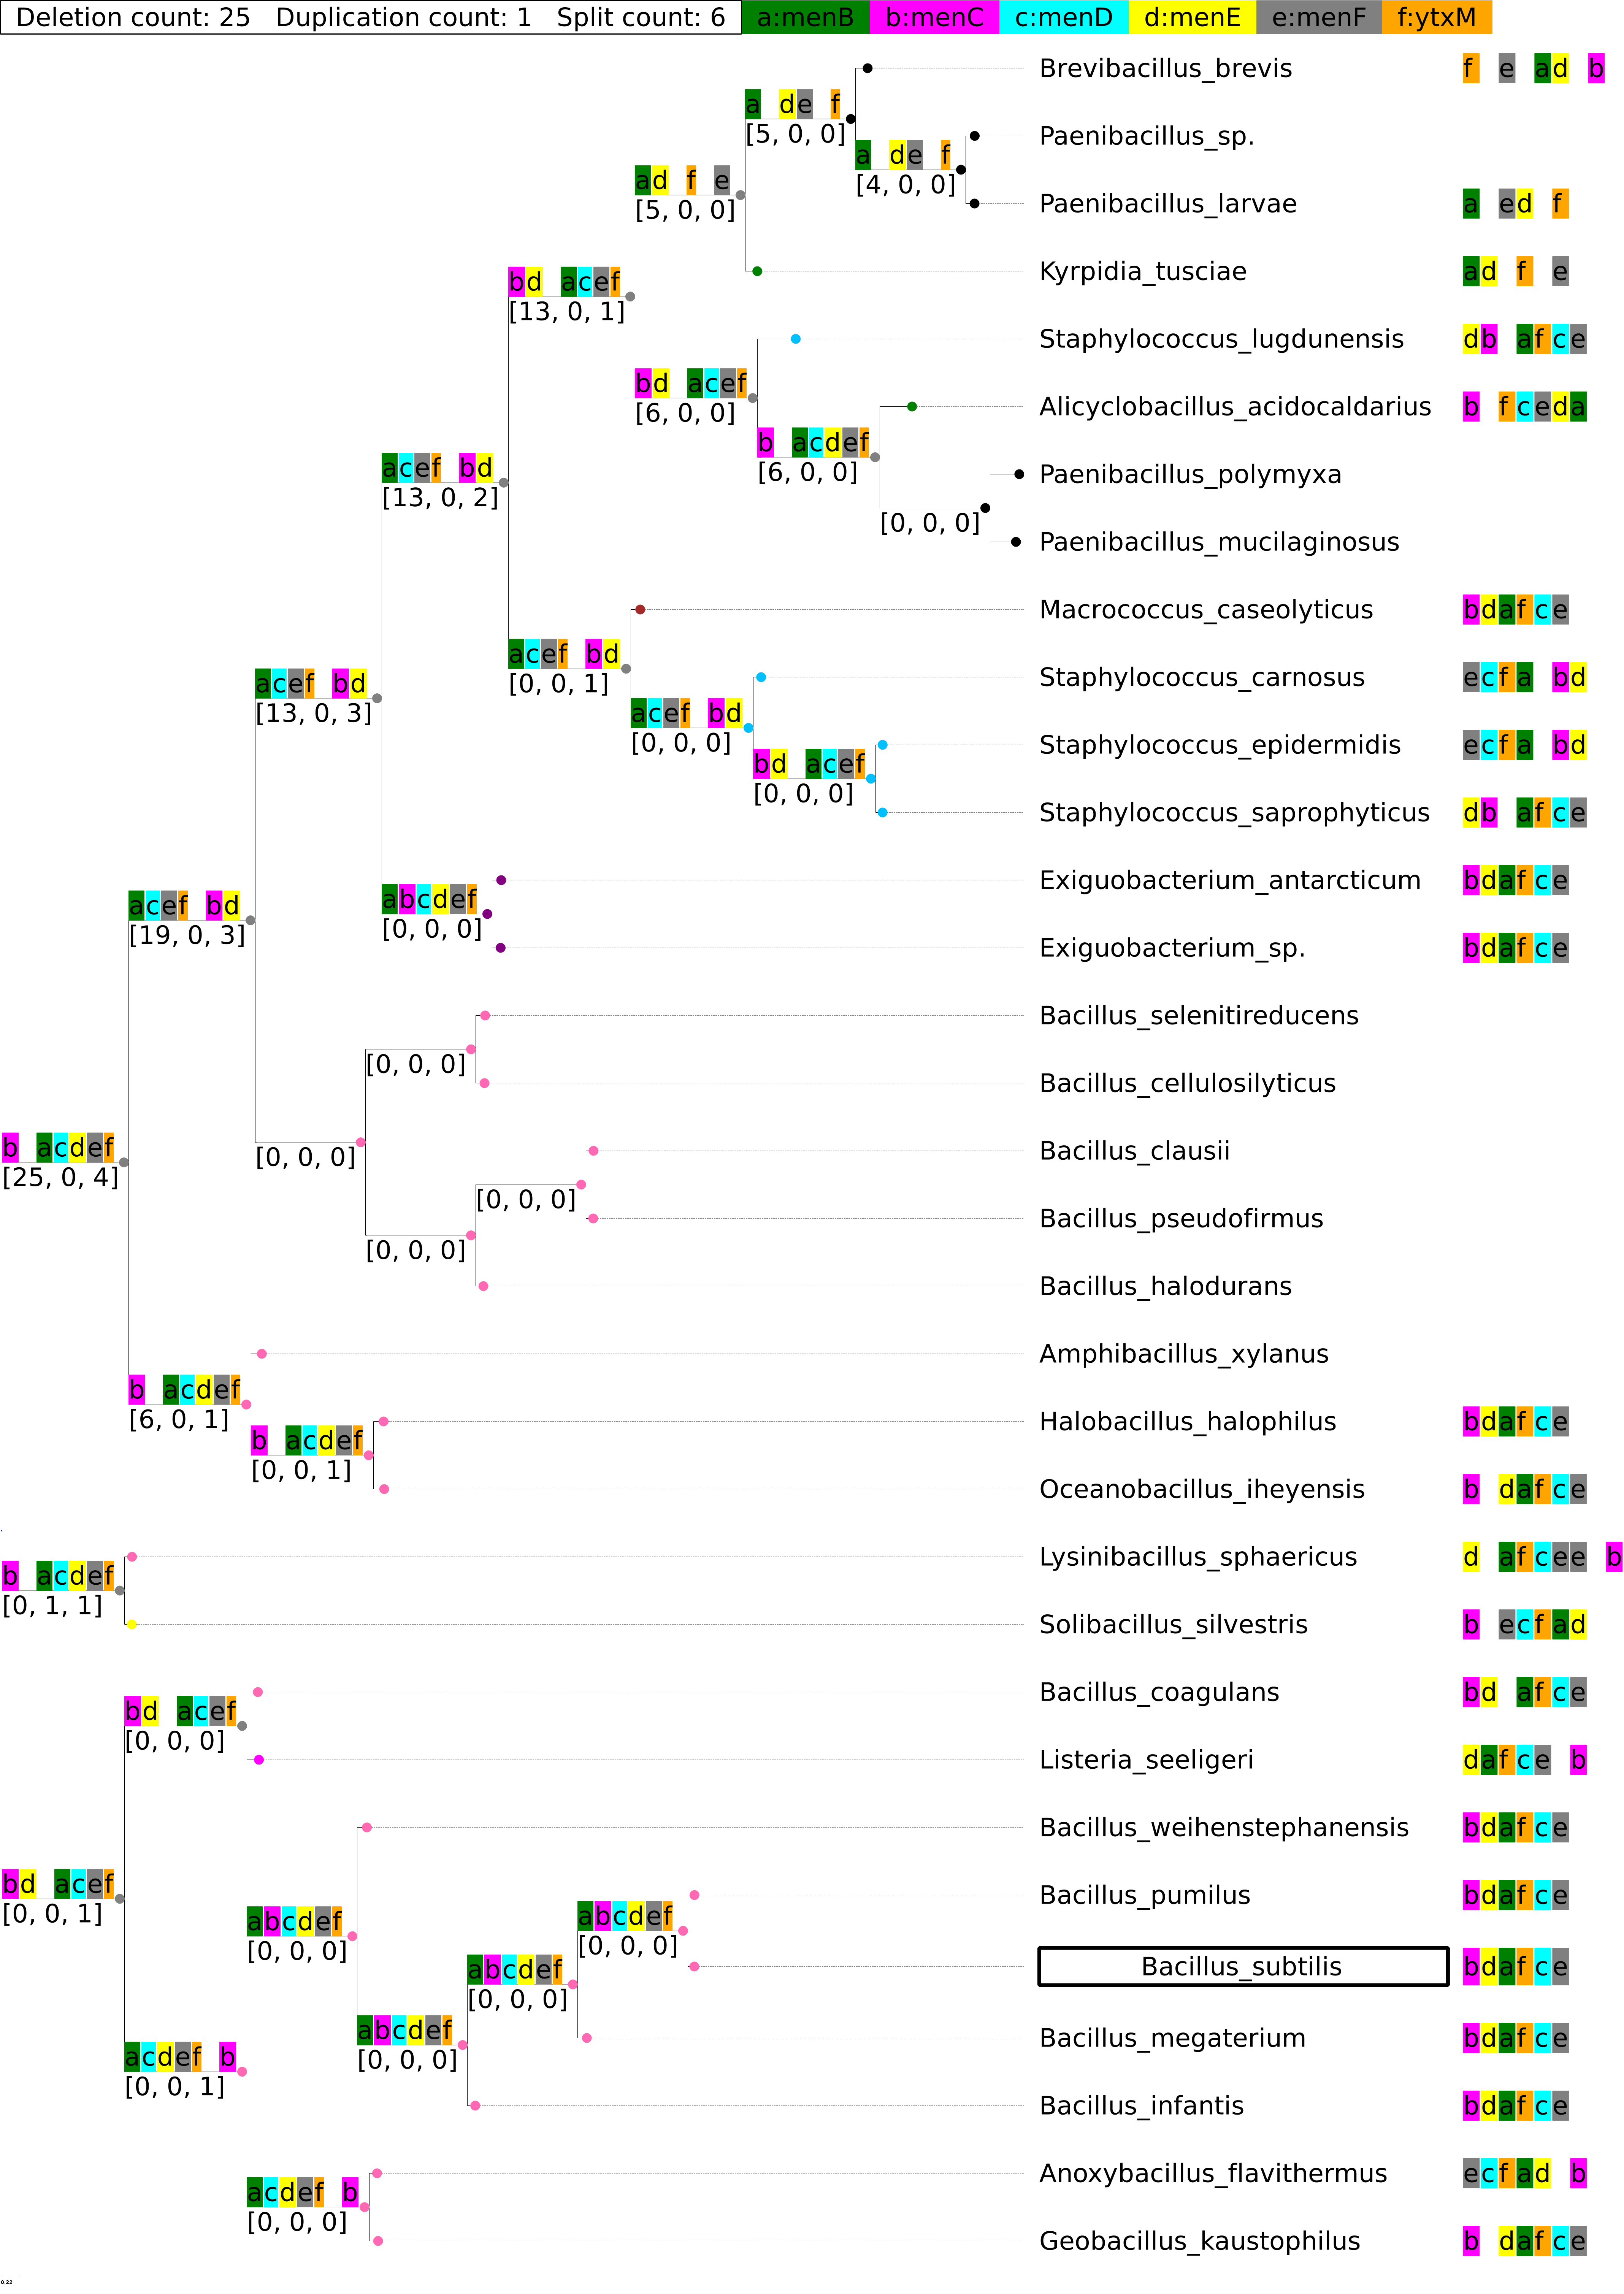 Deletion count: 25 Duplication count: 1 Split count: 6 a:menB b:menC c:menD d:menE e:menF f:ytxM
Brevibacillus_brevis f e ad b
a de f
[5, 0, 0]
Paenibacillus_sp.
a de f
[4, 0, 0]
ad f e
[5, 0, 0]
Paenibacillus_larvae a ed f
Kyrpidia_tusciae ad f e
bd acef
[13, 0, 1]
Staphylococcus_lugdunensis db afce
bd acef
[6, 0, 0]
Alicyclobacillus_acidocaldarius b fceda
b acdef
[6, 0, 0]
Paenibacillus_polymyxa
acef bd
[13, 0, 2]
[0, 0, 0]
Paenibacillus_mucilaginosus
Macrococcus_caseolyticus bdafce
acef bd
[0, 0, 1]
Staphylococcus_carnosus ecfa bd
acef bd
[13, 0, 3]
acef bd
[0, 0, 0]
Staphylococcus_epidermidis ecfa bd
bd acef
[0, 0, 0]
Staphylococcus_saprophyticus db afce
Exiguobacterium_antarcticum bdafce
abcdef
[0, 0, 0]
acef bd
[19, 0, 3]
Exiguobacterium_sp. bdafce
Bacillus_selenitireducens
[0, 0, 0]
Bacillus_cellulosilyticus
b acdef
[25, 0, 4]
[0, 0, 0]
Bacillus_clausii
[0, 0, 0]
Bacillus_pseudofirmus
[0, 0, 0]
Bacillus_halodurans
Amphibacillus_xylanus
b acdef
[6, 0, 1]
Halobacillus_halophilus bdafce
b acdef
[0, 0, 1]
Oceanobacillus_iheyensis b dafce
Lysinibacillus_sphaericus d afcee b
b acdef
[0, 1, 1]
Solibacillus_silvestris b ecfad
Bacillus_coagulans bd afce
bd acef
[0, 0, 0]
Listeria_seeligeri dafce b
Bacillus_weihenstephanensis bdafce
bd acef
[0, 0, 1]
Bacillus_pumilus bdafce
abcdef
[0, 0, 0]
abcdef
[0, 0, 0]
Bacillus_subtilis bdafce
abcdef
[0, 0, 0]
Bacillus_megaterium bdafce
abcdef
[0, 0, 0]
acdef b
[0, 0, 1]
Bacillus_infantis bdafce
Anoxybacillus_flavithermus ecfad b
acdef b
[0, 0, 0]
Geobacillus_kaustophilus b dafce
0.22